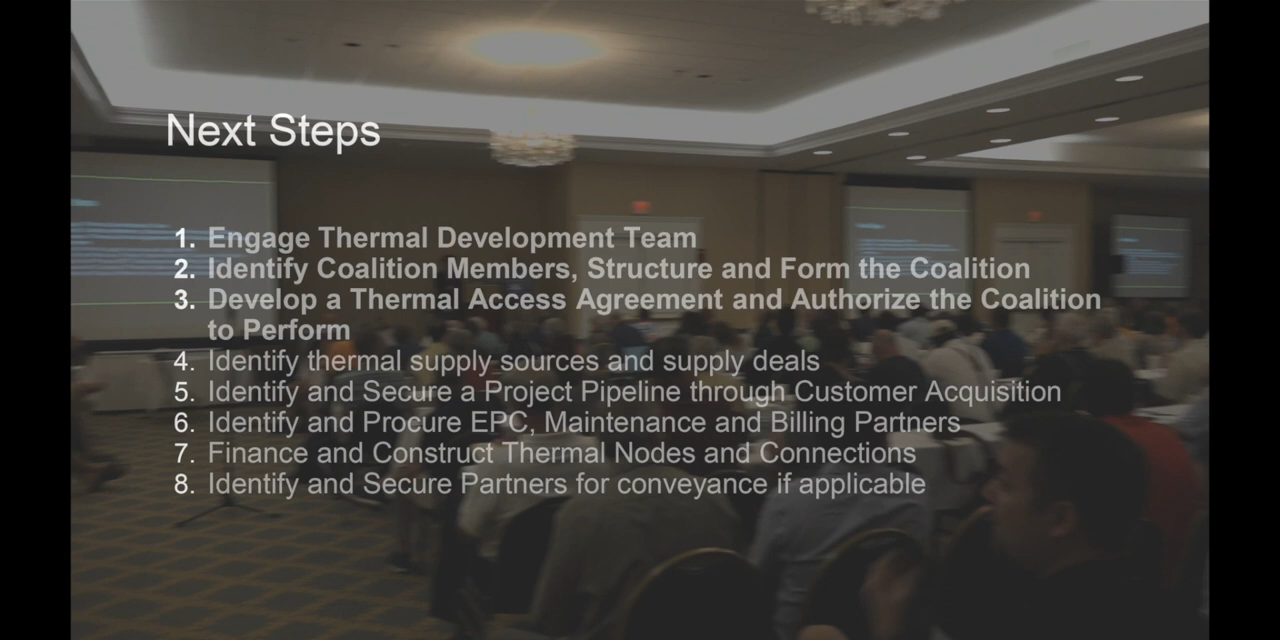 Next Steps
1. Engage Thermal Development Team
2. Identify Coalition Members, Structure and Form the Coalition
3. Develop a Thermal Access Agreement and Authorize the Coalition
to Perform
4. Identify thermal supply sources and supply deals
5. Identify and Secure a Project Pipeline through Customer Acquisition
6. Identify and Procure EPC, Maintenance and Billing Partners
7. Finance and Construct Thermal Nodes and Connections
8. Identify and Secure Partners for conveyance if applicable